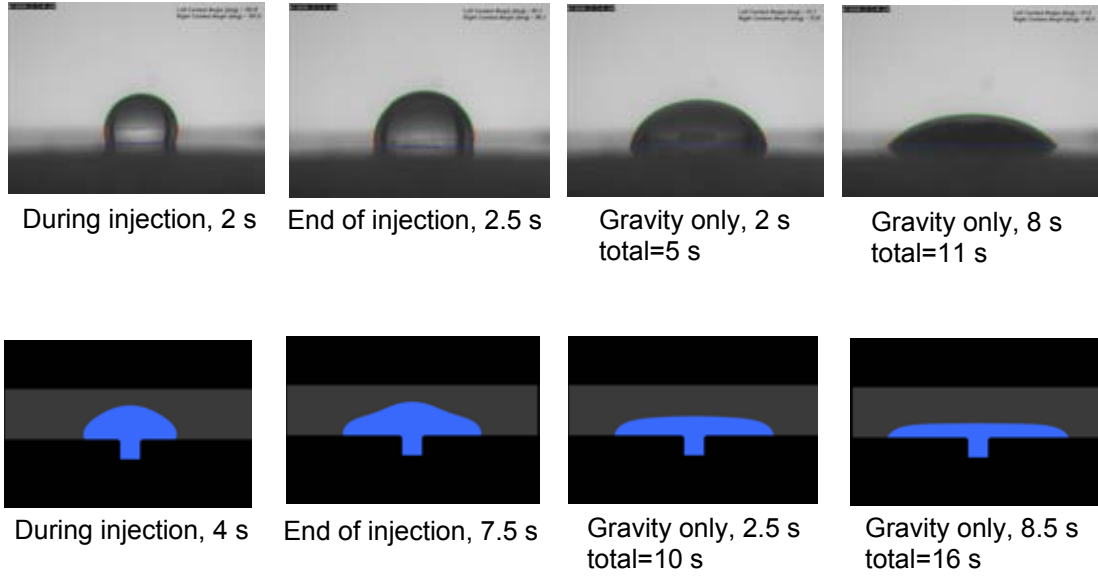 During injection, 2 s
End of injection, 2.5 s
Gravity only, 2 s
total=5 s
Gravity only, 8 s
total=11 s
During injection, 4 s
End of injection, 7.5 s
Gravity only, 2.5 s
total=10 s
Gravity only, 8.5 s
total=16 s